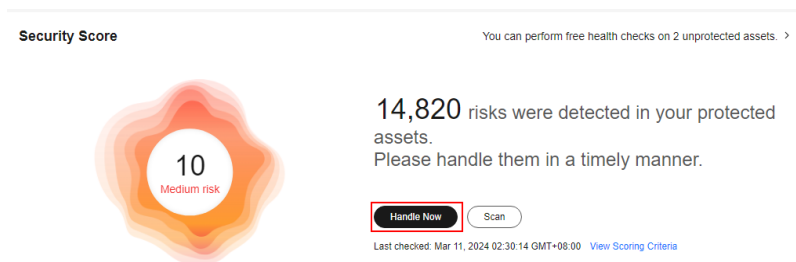 Security Score
You can perform free health checks on 2 unprotected assets. >
10
Medium risk
14,820 risks were detected in your protected
assets.
Please handle them in a timely manner.
Handle Now
Scan
Last checked: Mar 11, 2024 02:30:14 GMT+08:00 View Scoring Criteria